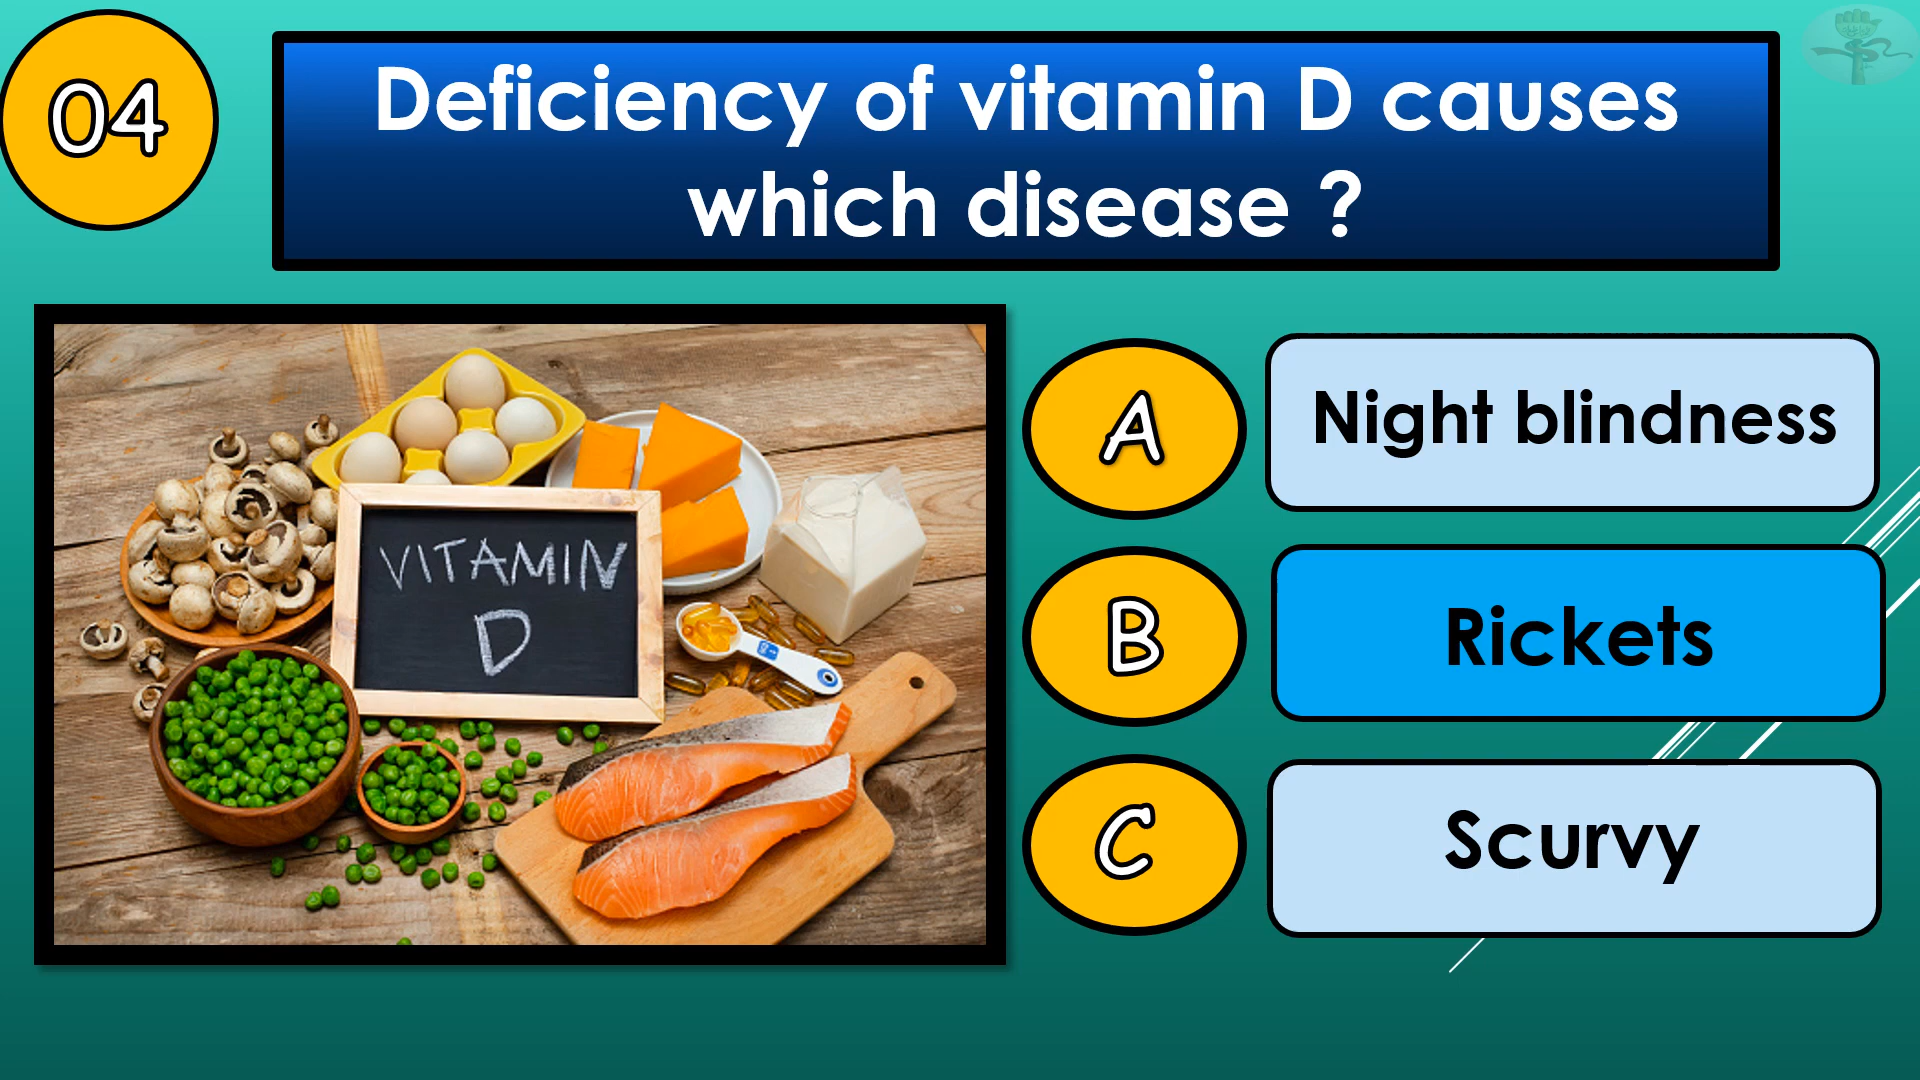 04
Deficiency of vitamin D causes
which disease ?
VITAMIN
D
A
Night blindness
B
Rickets
C
Scurvy